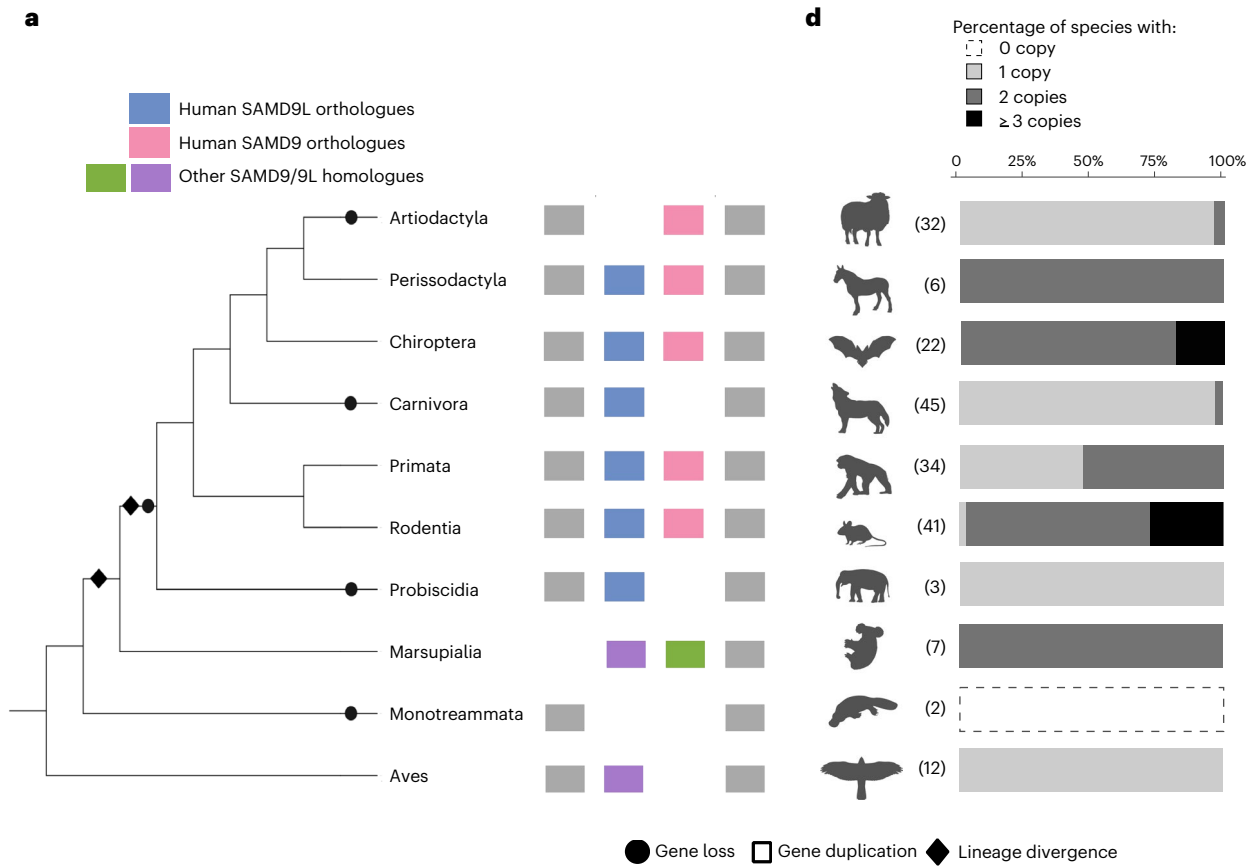 a
d
Percentage of species with:
0 copy
1 copy
2 copies
≥3 copies
Human SAMD9L orthologues
Human SAMD9 orthologues
Other SAMD9/9L homologues
0 25% 50% 75% 100%
Artiodactyla (32)
Perissodactyla (6)
Chiroptera (22)
Carnivora (45)
Primata (34)
Rodentia (41)
Probiscidia (3)
Marsupialia (7)
Monotreammata (2)
Aves (12)
Gene loss Gene duplication Lineage divergence